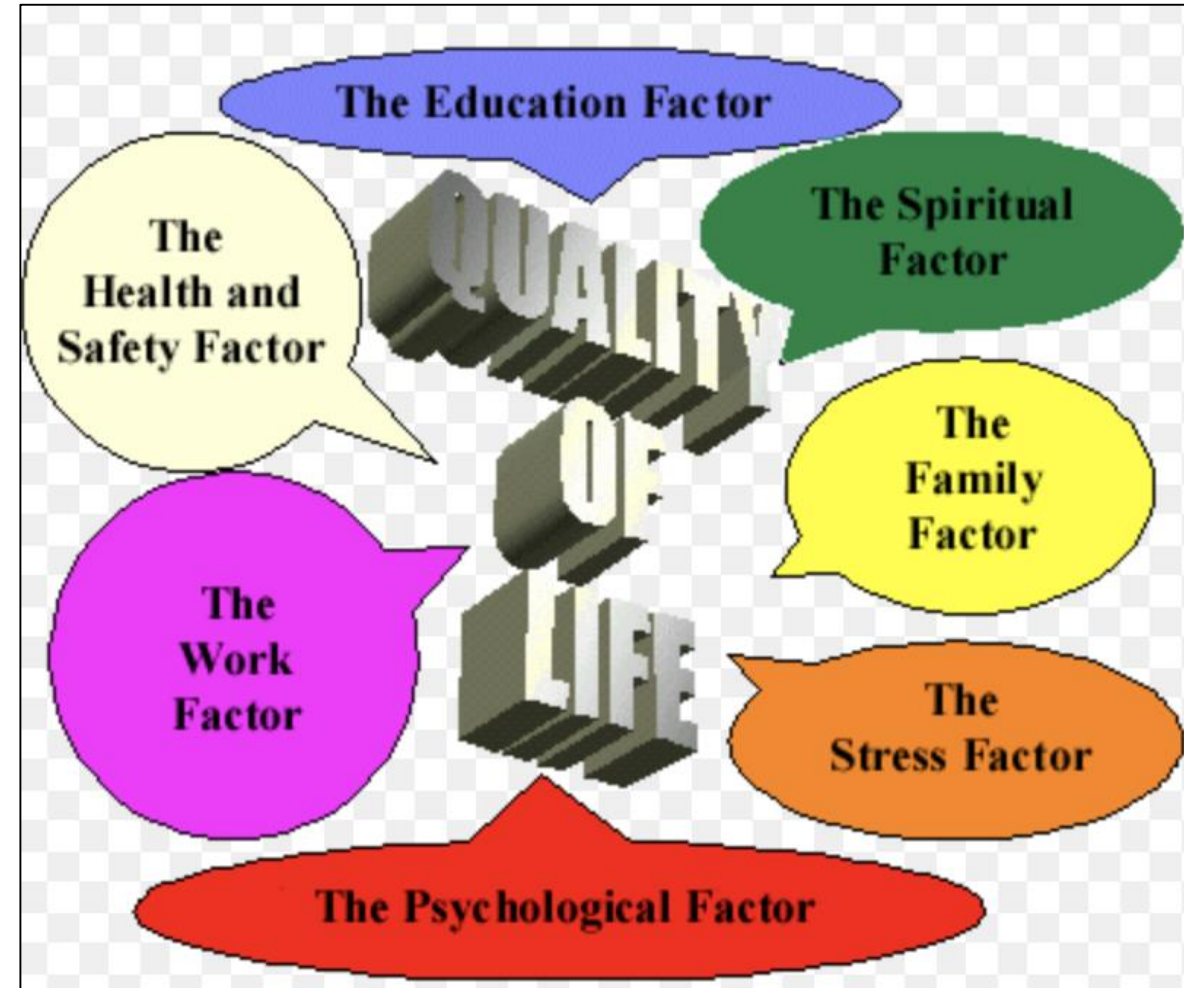 The Education Factor
The Spiritual
Factor
The
Health and
Safety Factor
QUALITY
OF
LIFE
The
Family
Factor
The
Work
Factor
The
Stress Factor
The Psychological Factor